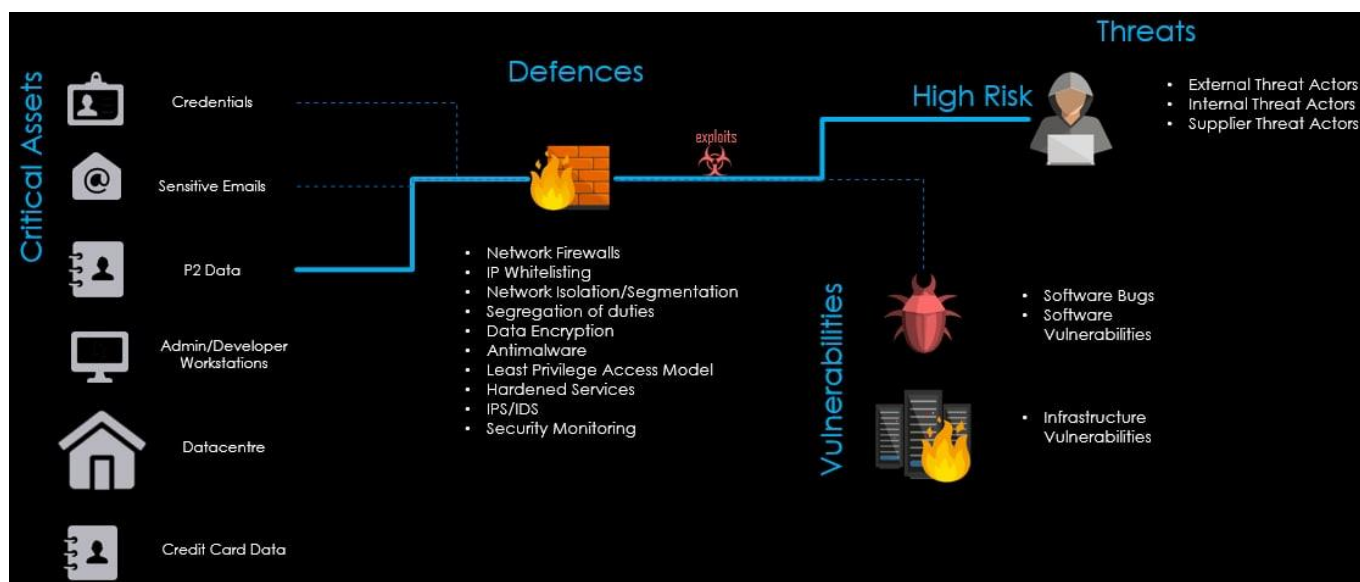 Critical Assets
Credentials
Sensitive Emails
P2 Data
Admin/Developer
Workstations
Datacentre
Credit Card Data
Defences
• Network Firewalls
• IP Whitelisting
• Network Isolation/Segmentation
• Segregation of duties
• Data Encryption
• Antimalware
• Least Privilege Access Model
• Hardened Services
• IPS/IDS
• Security Monitoring
exploits
High Risk
Threats
• External Threat Actors
• Internal Threat Actors
• Supplier Threat Actors
Vulnerabilities
• Software Bugs
• Software
Vulnerabilities
• Infrastructure
Vulnerabilities
@